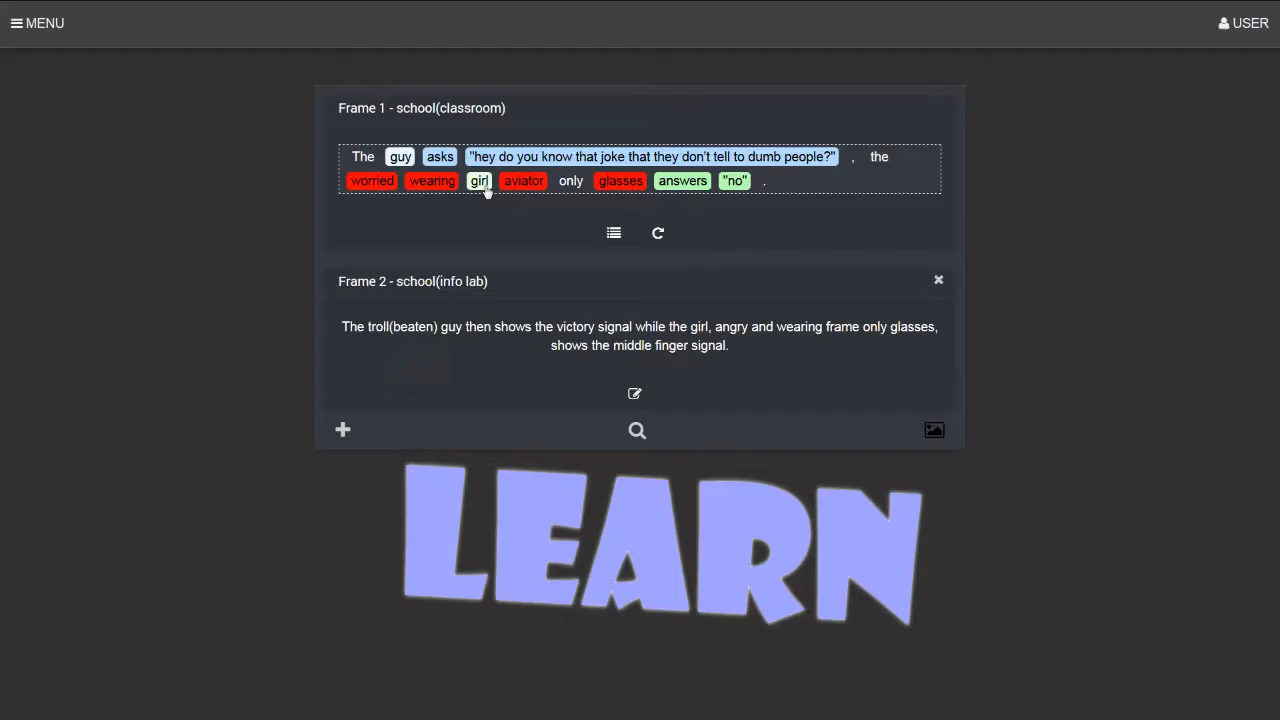 MENU
USER
Frame 1 - school(classroom)
The guy asks "hey do you know that joke that they don't tell to dumb people?" , the
worried wearing girl aviator only glasses answers "no" .
Frame 2 - school(info lab)
The troll(beaten) guy then shows the victory signal while the girl, angry and wearing frame only glasses,
shows the middle finger signal.
LEARN